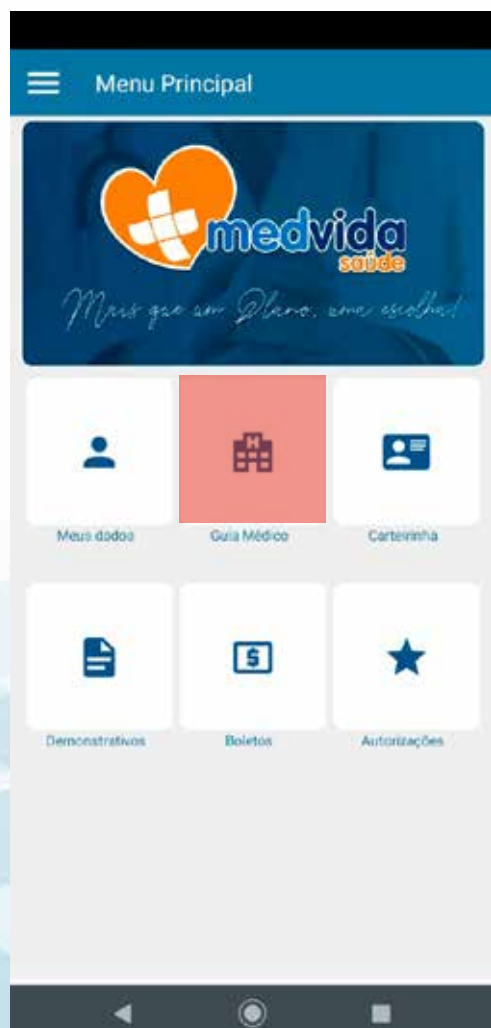 Menu Principal
medvida
saúde
Mais que um Plano, uma escolha!
Meus dados
Guia Médico
Carteirinha
H
$
Demonstrativos
Boletos
Autorizações